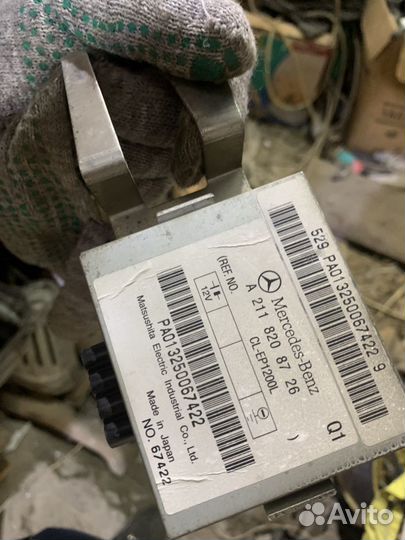 529 PA013250067422 9
Mercedes-Benz
A 211 820 87 26
CL-EP1200L
Q1
(REF.NO. )
12V
PA013250067422
Matsushita Electric Industrial Co., Ltd.
Made in Japan
NO. 67422
Avito